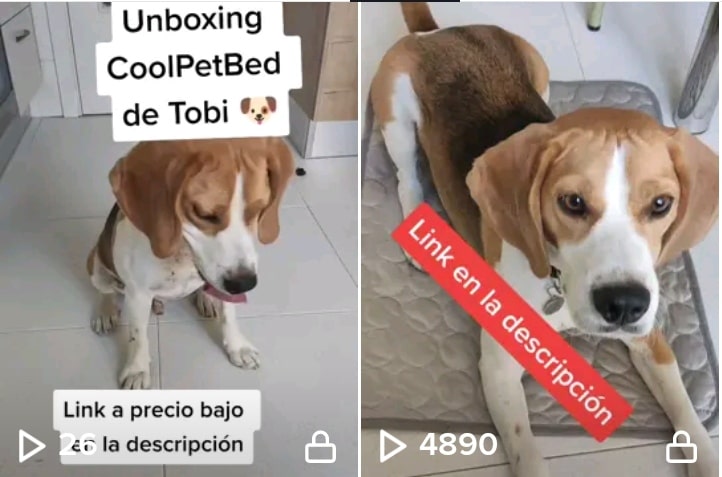 Unboxing
CoolPetBed
de Tobi 🐶
Link a precio bajo
en la descripción
26
Link en la descripción
4890